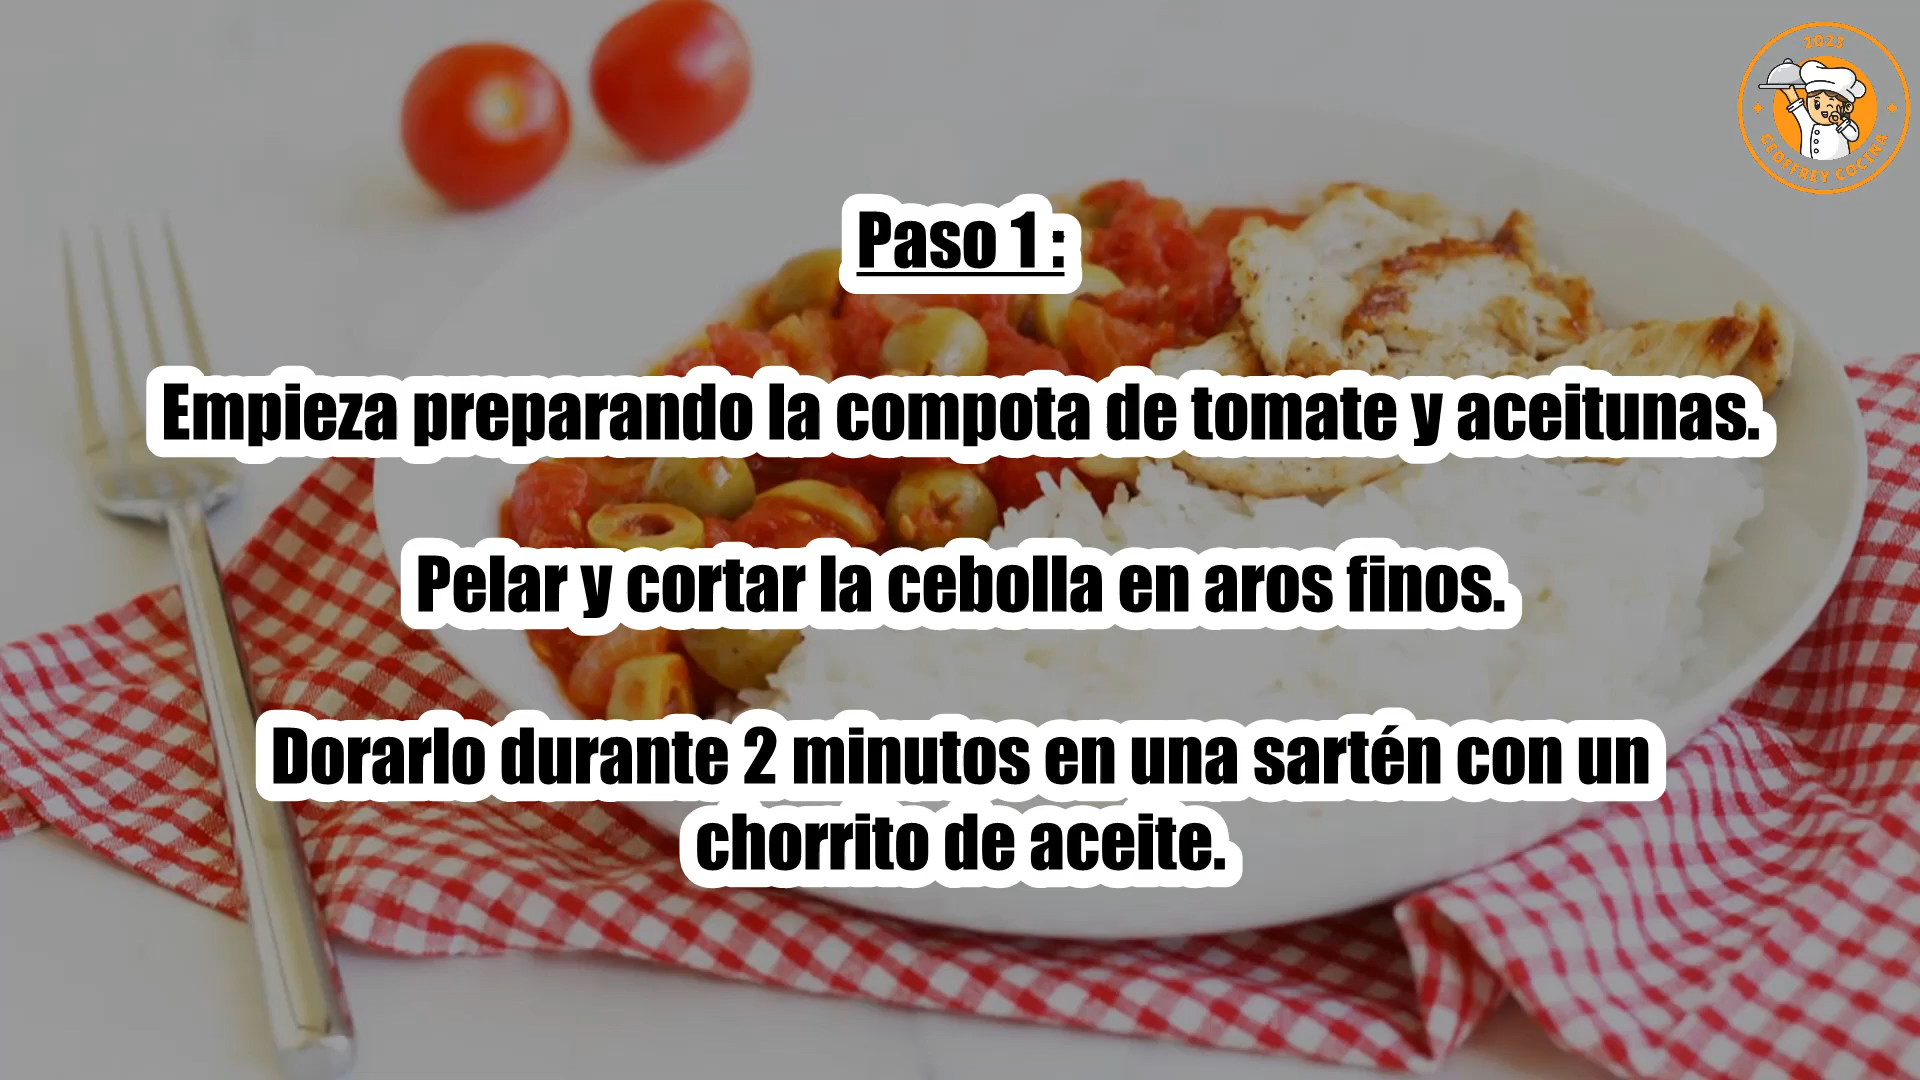 2023
GEOFFREY COCINA
Paso 1 :
Empieza preparando la compota de tomate y aceitunas.
Pelar y cortar la cebolla en aros finos.
Dorarlo durante 2 minutos en una sartén con un
chorrito de aceite.